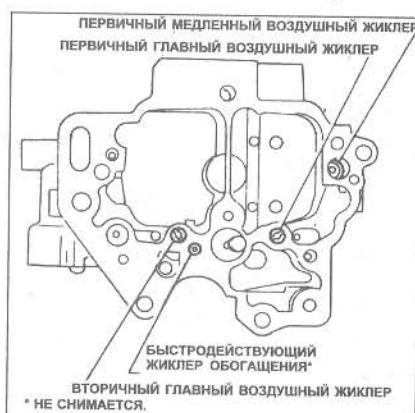 ПЕРВИЧНЫЙ МЕДЛЕННЫЙ ВОЗДУШНЫЙ ЖИКЛЕР
ПЕРВИЧНЫЙ ГЛАВНЫЙ ВОЗДУШНЫЙ ЖИКЛЕР
БЫСТРОДЕЙСТВУЮЩИЙ
ЖИКЛЕР ОБОГАЩЕНИЯ*
ВТОРИЧНЫЙ ГЛАВНЫЙ ВОЗДУШНЫЙ ЖИКЛЕР
* НЕ СНИМАЕТСЯ.